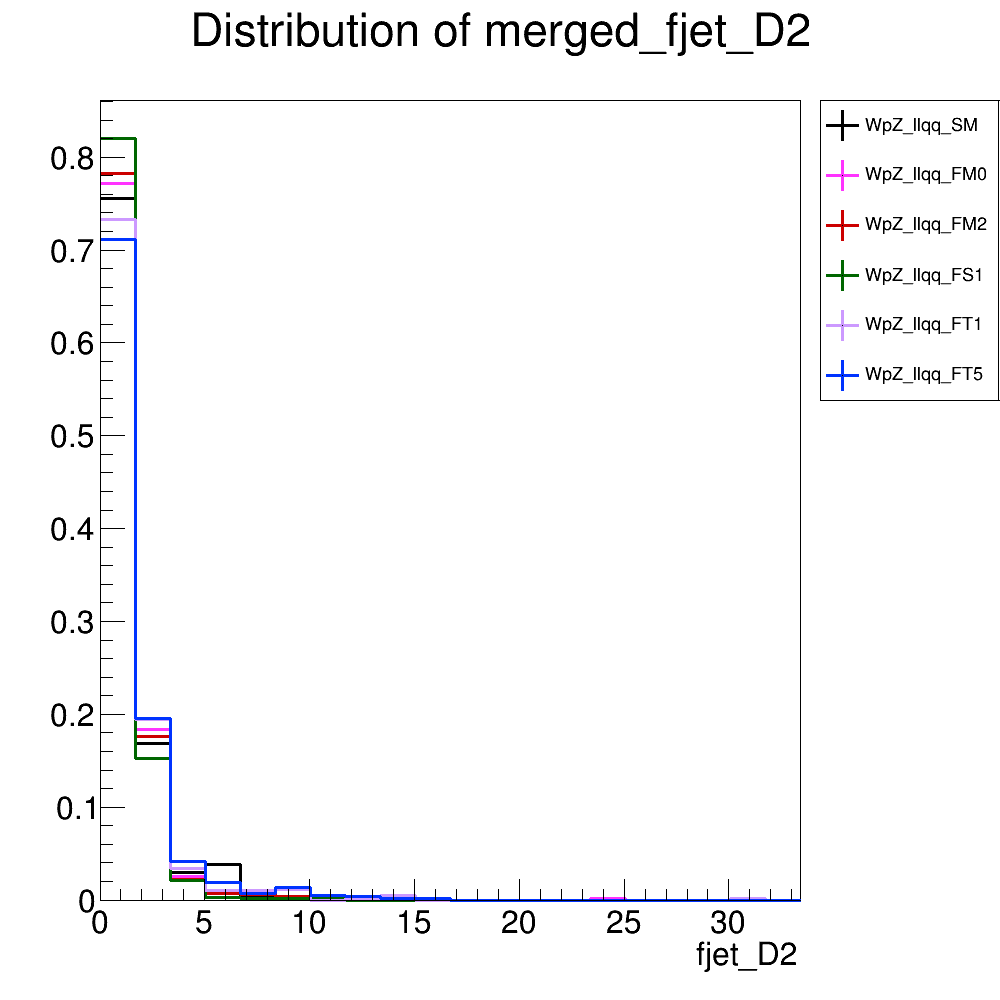 Distribution of merged_fjet_D2
WpZ_llqq_SM
WpZ_llqq_FM0
WpZ_llqq_FM2
WpZ_llqq_FS1
WpZ_llqq_FT1
WpZ_llqq_FT5
0.8
0.7
0.6
0.5
0.4
0.3
0.2
0.1
0
0 5 10 15 20 25 30
fjet_D2